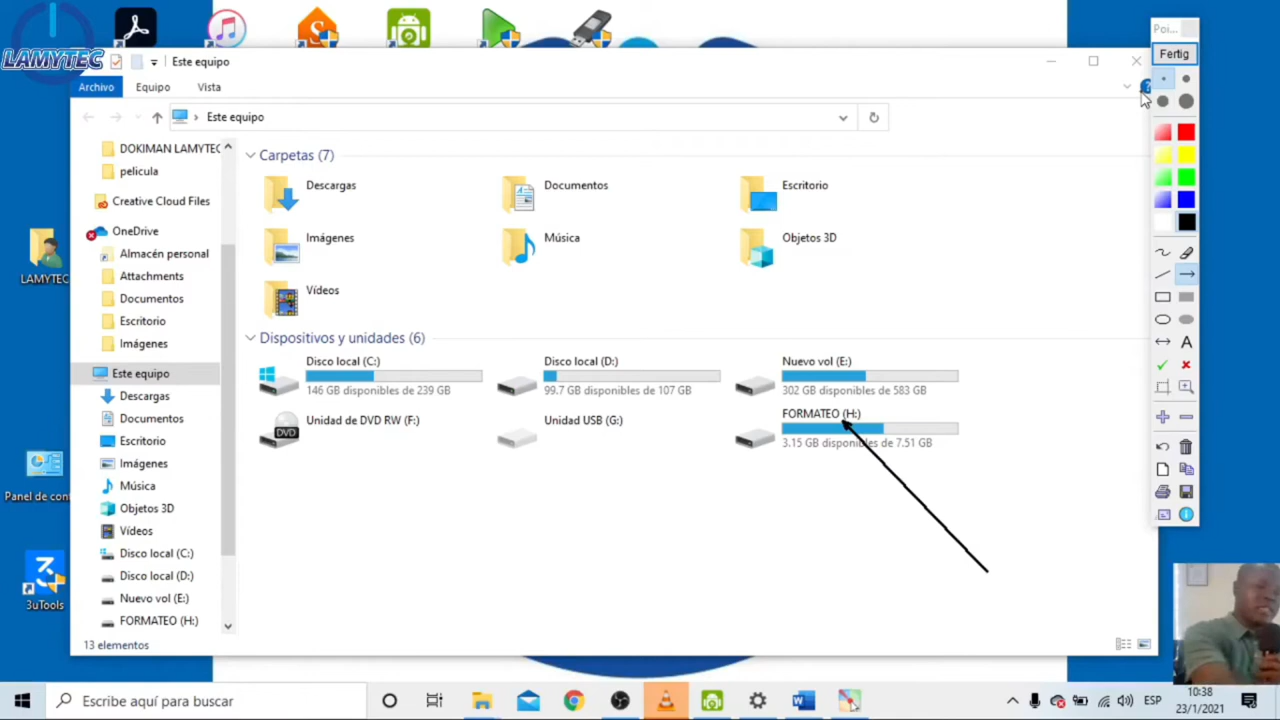 LAMYTEC
Este equipo
Poi...
Fertig
Archivo
Equipo
Vista
Este equipo
DOKIMAN LAMYTEC
pelicula
Creative Cloud Files
OneDrive
Almacén personal
Attachments
Documentos
Escritorio
Imágenes
Este equipo
Descargas
Documentos
Escritorio
Imágenes
Música
Objetos 3D
Vídeos
Disco local (C:)
Disco local (D:)
Nuevo vol (E:)
FORMATEO (H:)
13 elementos
Carpetas (7)
Descargas
Documentos
Escritorio
Imágenes
Música
Objetos 3D
Vídeos
Dispositivos y unidades (6)
Disco local (C:)
146 GB disponibles de 239 GB
Disco local (D:)
99.7 GB disponibles de 107 GB
Nuevo vol (E:)
302 GB disponibles de 583 GB
Unidad de DVD RW (F:)
DVD
Unidad USB (G:)
FORMATEO (H:)
3.15 GB disponibles de 7.51 GB
A
LAMYTEC
Panel de cont
3uTools
Escribe aquí para buscar
ESP
10:38
23/1/2021